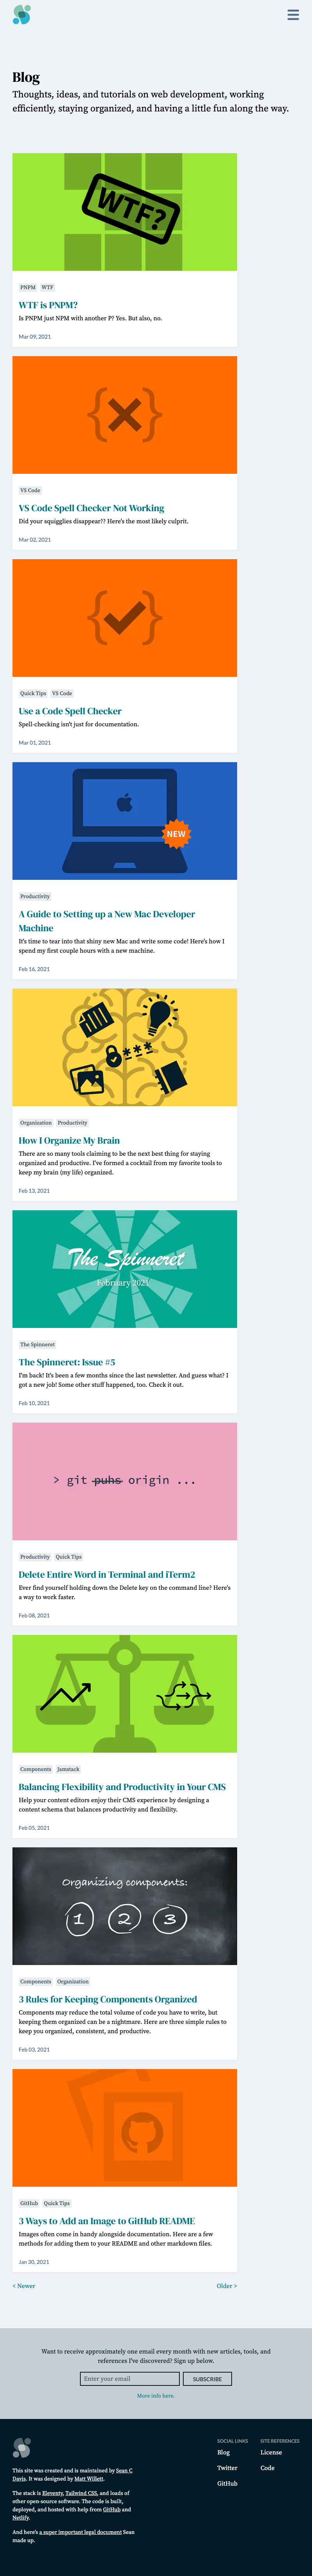 Blog
Thoughts, ideas, and tutorials on web development, working
efficiently, staying organized, and having a little fun along the way.
WTF?
PNPM WTF
WTF is PNPM?
Is PNPM just NPM with another P? Yes. But also, no.
Mar 09, 2021
VS Code
VS Code Spell Checker Not Working
Did your squigglies disappear?? Here's the most likely culprit.
Mar 02, 2021
Quick Tips VS Code
Use a Code Spell Checker
Spell-checking isn't just for documentation.
Mar 01, 2021
NEW
Productivity
A Guide to Setting up a New Mac Developer
Machine
It's time to tear into that shiny new Mac and write some code! Here's how I
spend my first couple hours with a new machine.
Feb 16, 2021
Organization Productivity
How I Organize My Brain
There are so many tools claiming to be the next best thing for staying
organized and productive. I've formed a cocktail from my favorite tools to
keep my brain (my life) organized.
Feb 13, 2021
The Spinneret
February 2021
The Spinneret
The Spinneret: Issue #5
I'm back! It's been a few months since the last newsletter. And guess what? I
got a new job! Some other stuff happened, too. Check it out.
Feb 10, 2021
> git puhs origin ...
Productivity Quick Tips
Delete Entire Word in Terminal and iTerm2
Ever find yourself holding down the Delete key on the command line? Here's
a way to work faster.
Feb 08, 2021
Components Jamstack
Balancing Flexibility and Productivity in Your CMS
Help your content editors enjoy their CMS experience by designing a
content schema that balances productivity and flexibility.
Feb 05, 2021
Organizing components:
1 2 3
Components Organization
3 Rules for Keeping Components Organized
Components may reduce the total volume of code you have to write, but
keeping them organized can be a nightmare. Here are three simple rules to
keep you organized, consistent, and productive.
Feb 03, 2021
GitHub Quick Tips
3 Ways to Add an Image to GitHub README
Images often come in handy alongside documentation. Here are a few
methods for adding them to your README and other markdown files.
Jan 30, 2021
< Newer Older >
Want to receive approximately one email every month with new articles, tools, and
references I've discovered? Sign up below.
Enter your email SUBSCRIBE
More info here.
This site was created and is maintained by Sean C
Davis. It was designed by Matt Willett.
The stack is Eleventy, Tailwind CSS, and loads of
other open-source software. The code is built,
deployed, and hosted with help from GitHub and
Netlify.
And here's a super important legal document Sean
made up.
SOCIAL LINKS
Blog
Twitter
GitHub
SITE REFERENCES
License
Code